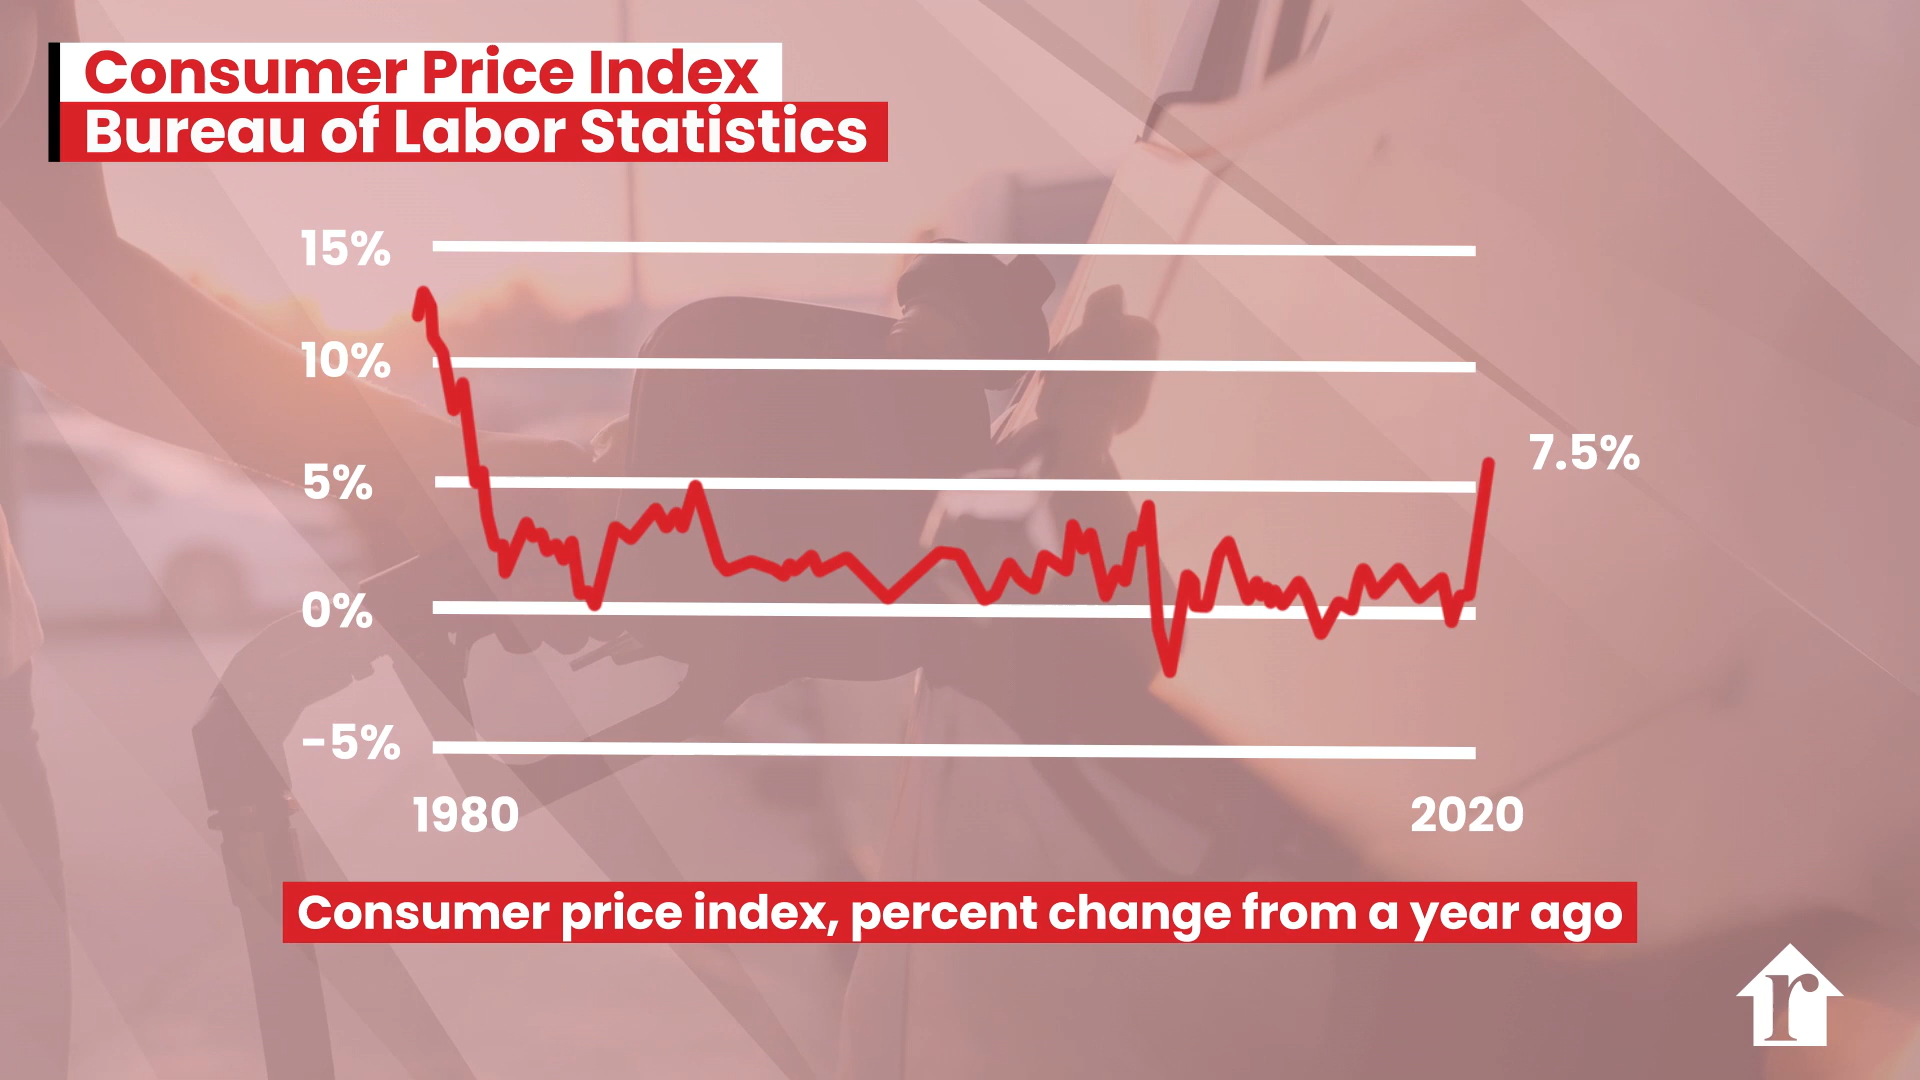 Consumer Price Index
Bureau of Labor Statistics
15%
10%
5%
0%
-5%
7.5%
1980
2020
Consumer price index, percent change from a year ago
r